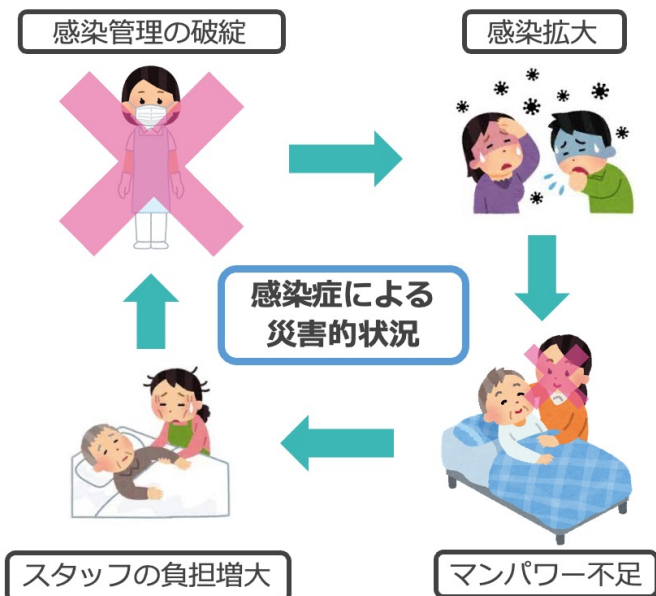 感染管理の破綻
感染拡大
感染症による
災害的状況
スタッフの負担増大
マンパワー不足